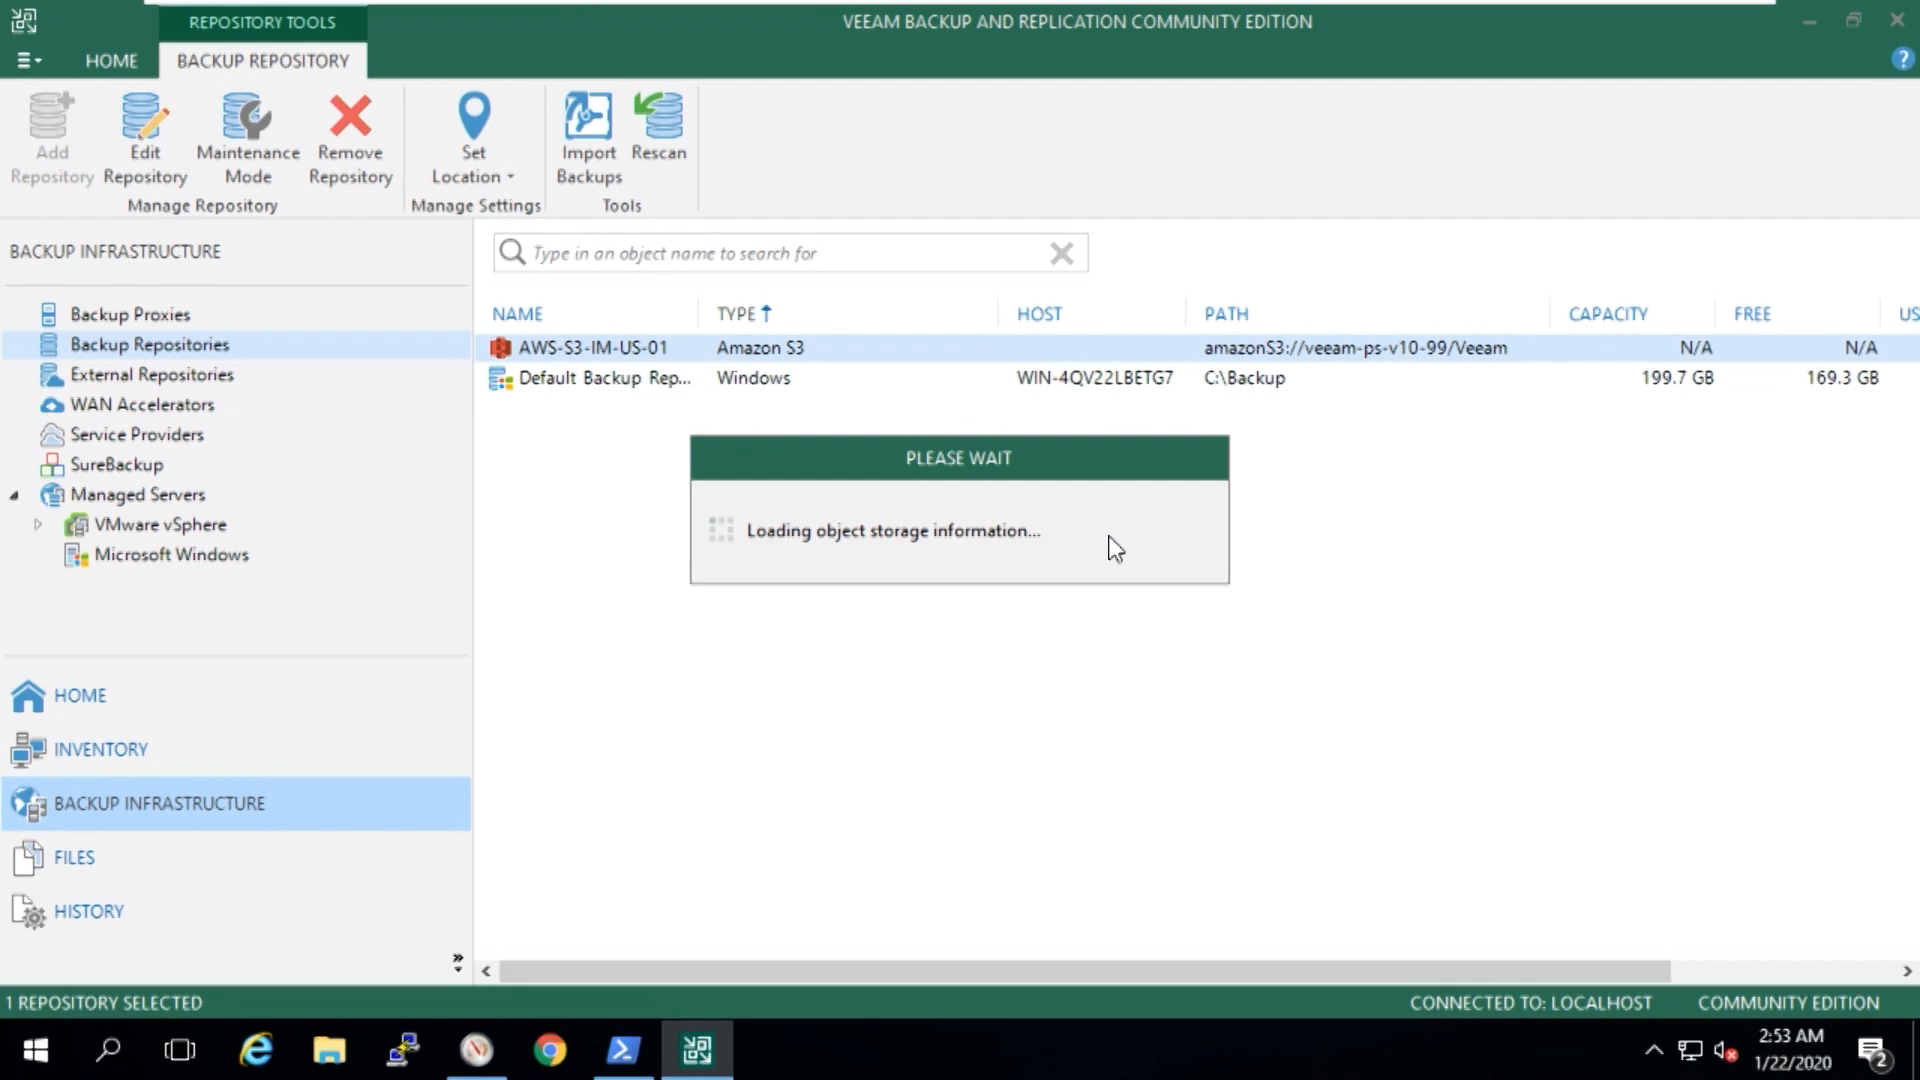 REPOSITORY TOOLS
VEEAM BACKUP AND REPLICATION COMMUNITY EDITION
HOME
BACKUP REPOSITORY
?
Add Repository
Edit Repository
Maintenance Mode
Remove Repository
Set Location
Import Backups
Rescan
Manage Repository
Manage Settings
Tools
BACKUP INFRASTRUCTURE
Backup Proxies
Backup Repositories
External Repositories
WAN Accelerators
Service Providers
SureBackup
Managed Servers
VMware vSphere
Microsoft Windows
HOME
INVENTORY
BACKUP INFRASTRUCTURE
FILES
HISTORY
Type in an object name to search for
NAME TYPE HOST PATH CAPACITY FREE US
AWS-S3-IM-US-01 Amazon S3 amazonS3://veeam-ps-v10-99/Veeam N/A N/A
Default Backup Rep... Windows WIN-4QV22LBETG7 C:\Backup 199.7 GB 169.3 GB
PLEASE WAIT
Loading object storage information...
1 REPOSITORY SELECTED
CONNECTED TO: LOCALHOST
COMMUNITY EDITION
2:53 AM
1/22/2020
2